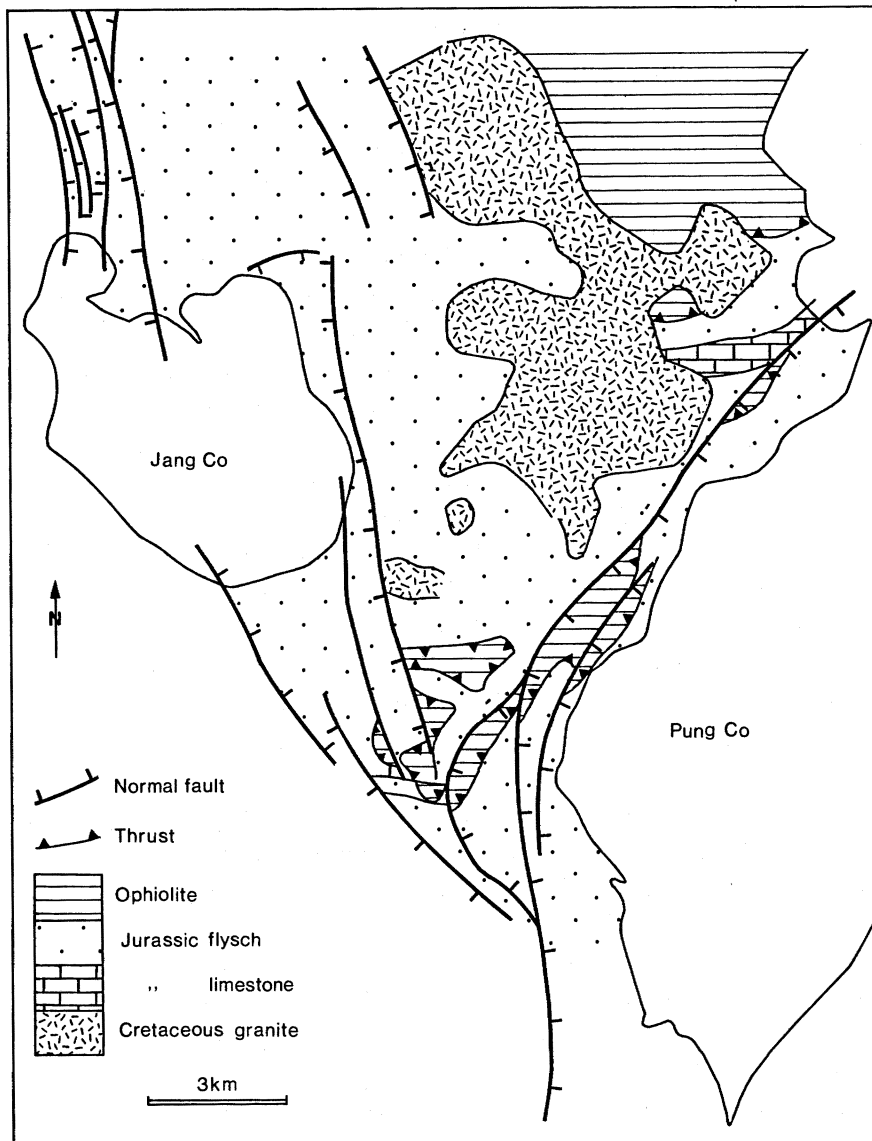 Jang Co
N
Pung Co
Normal fault
Thrust
Ophiolite
Jurassic flysch
,, limestone
Cretaceous granite
3km